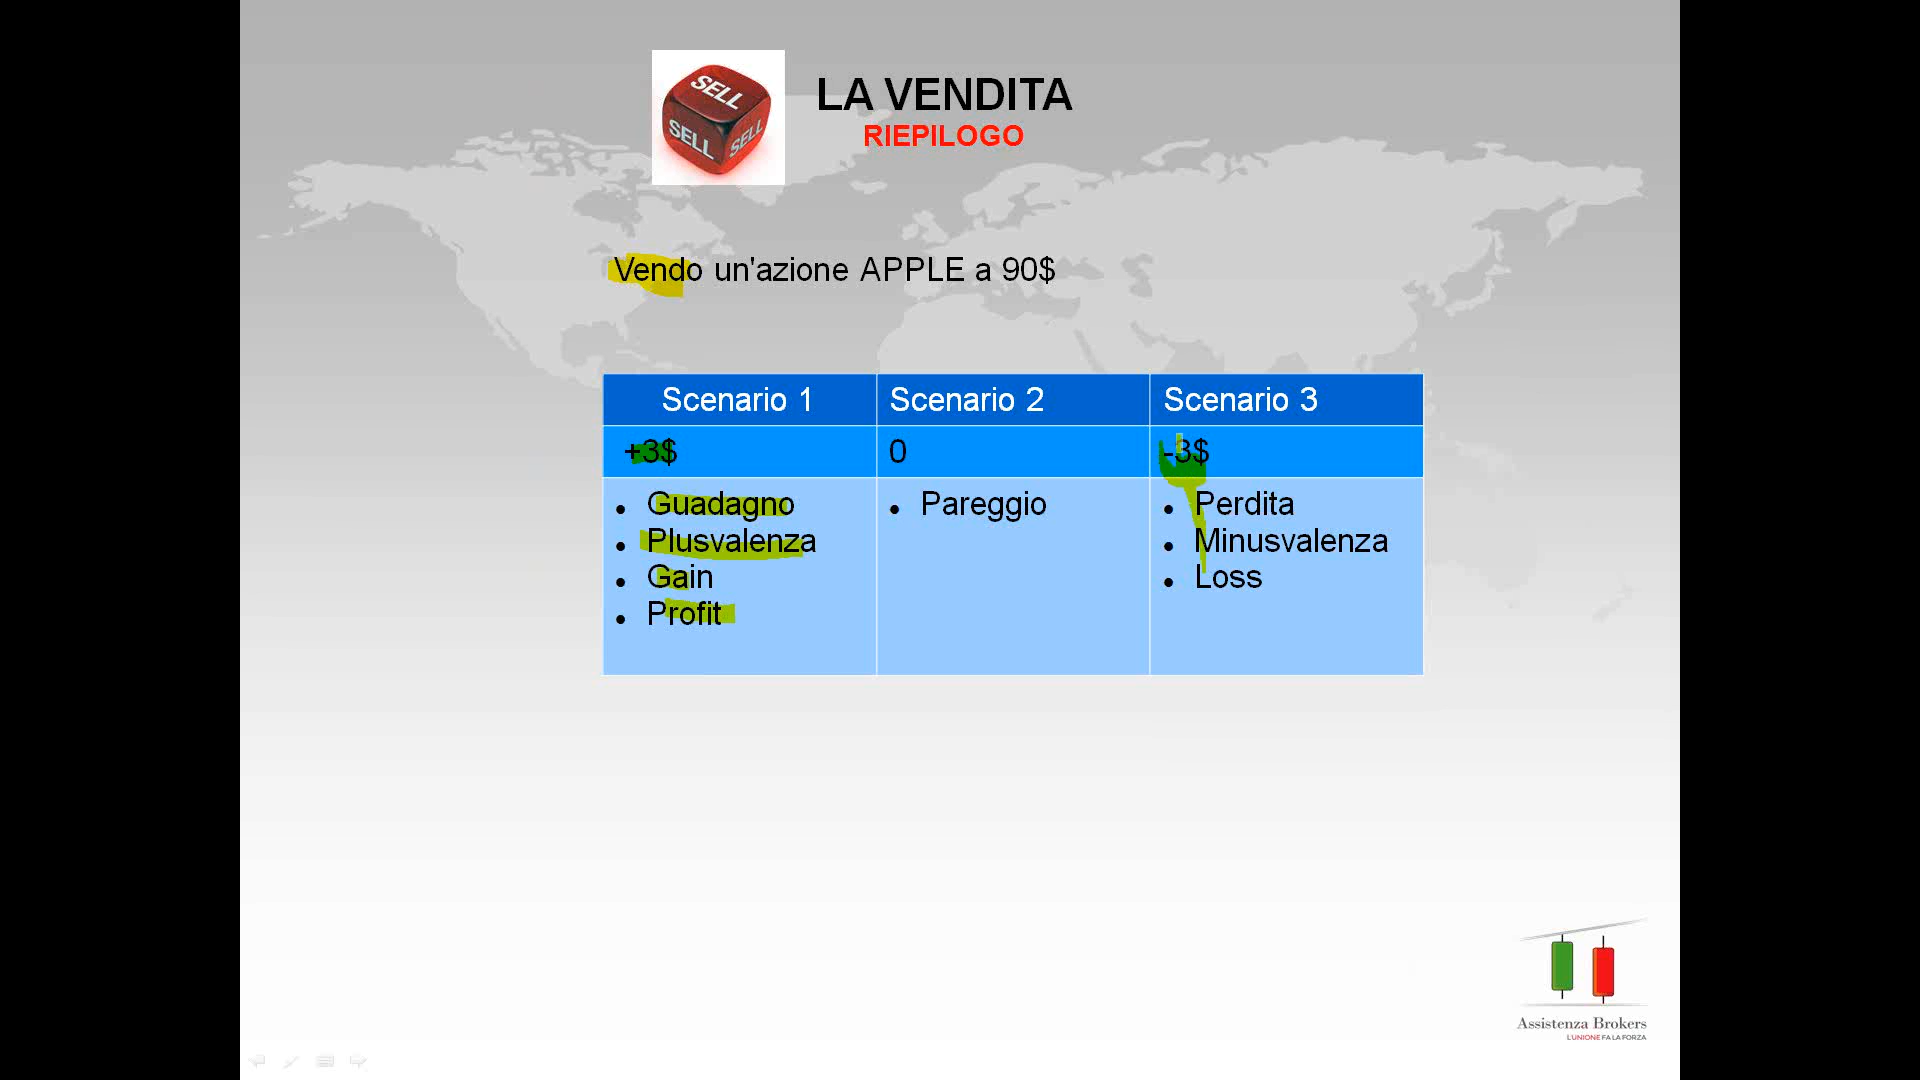 SELL
SELL
SELL
LA VENDITA
RIEPILOGO
Vendo un'azione APPLE a 90$
Scenario 1
Scenario 2
Scenario 3
+3$
0
-3$
Guadagno
Plusvalenza
Gain
Profit
Pareggio
Perdita
Minusvalenza
Loss
Assistenza Brokers
L'UNIONE FA LA FORZA